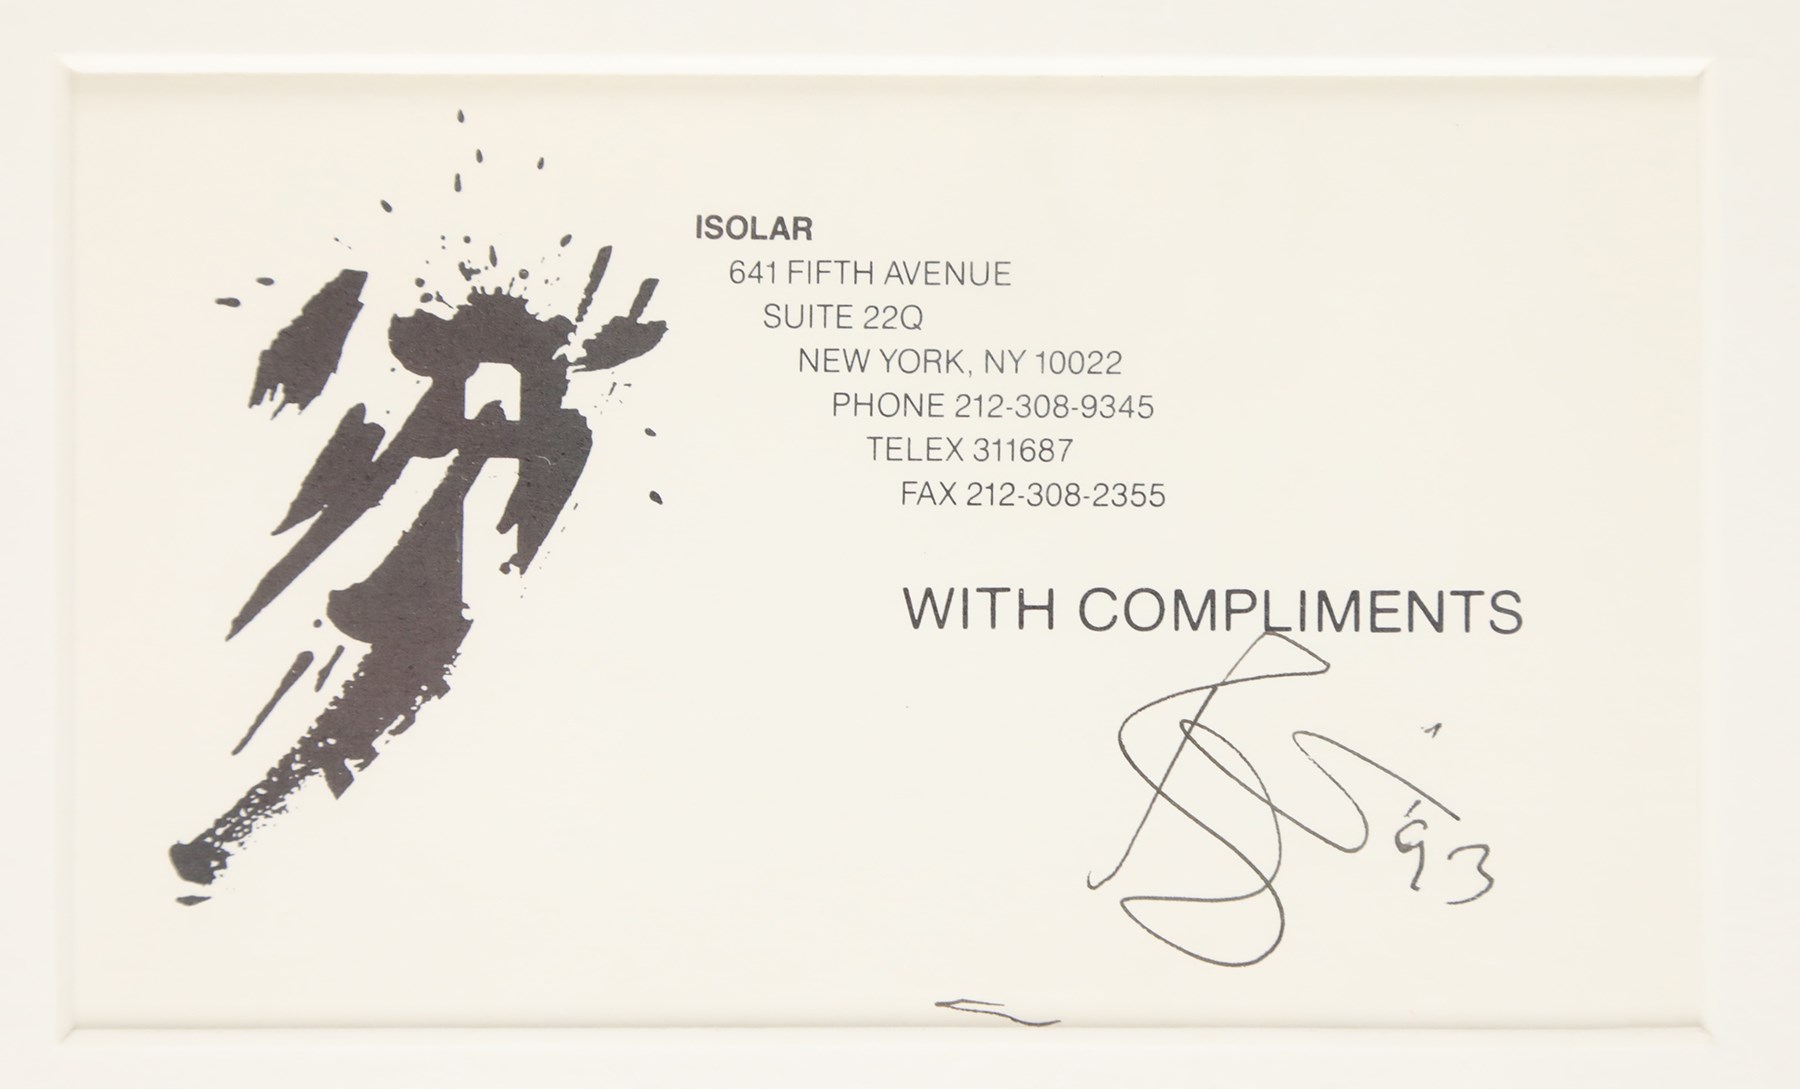 ISOLAR
641 FIFTH AVENUE
SUITE 22Q
NEW YORK, NY 10022
PHONE 212-308-9345
TELEX 311687
FAX 212-308-2355
WITH COMPLIMENTS
'93